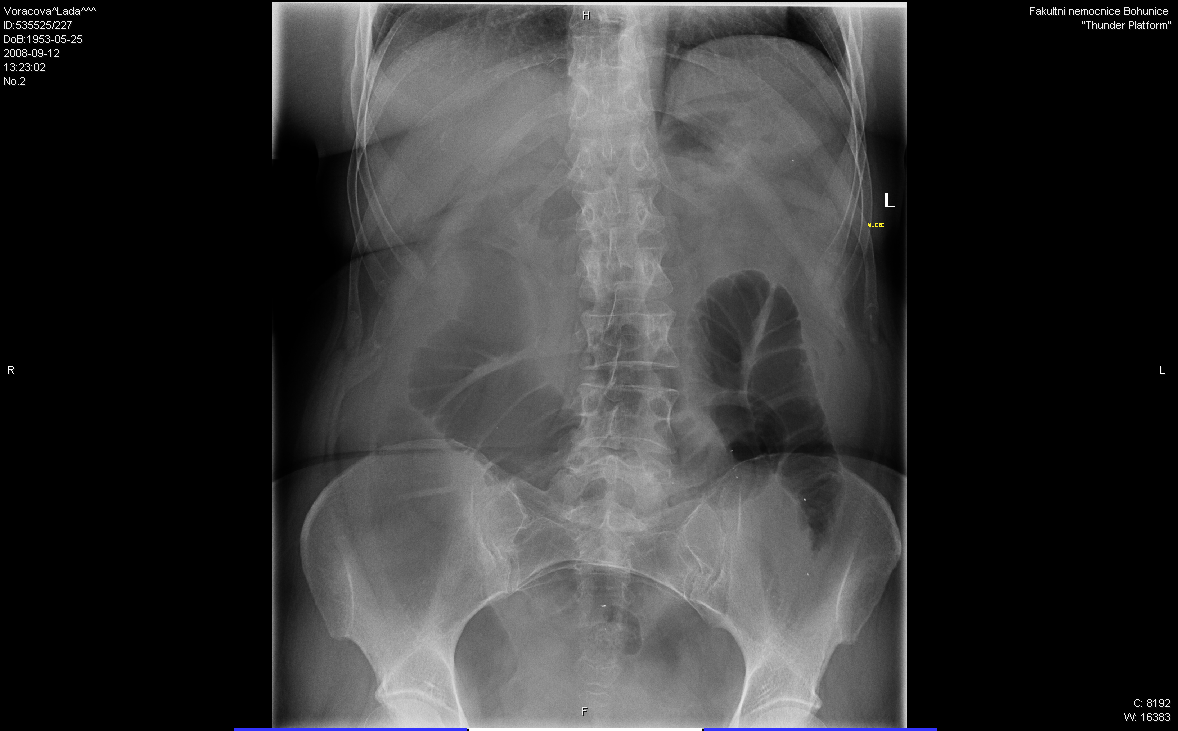 Voracova^Lada^^^
ID:535525/227
DoB:1953-05-25
2008-09-12
13:23:02
No.2
Fakultni nemocnice Bohunice
"Thunder Platform"
H
L
R
L
F
C: 8192
W: 16383